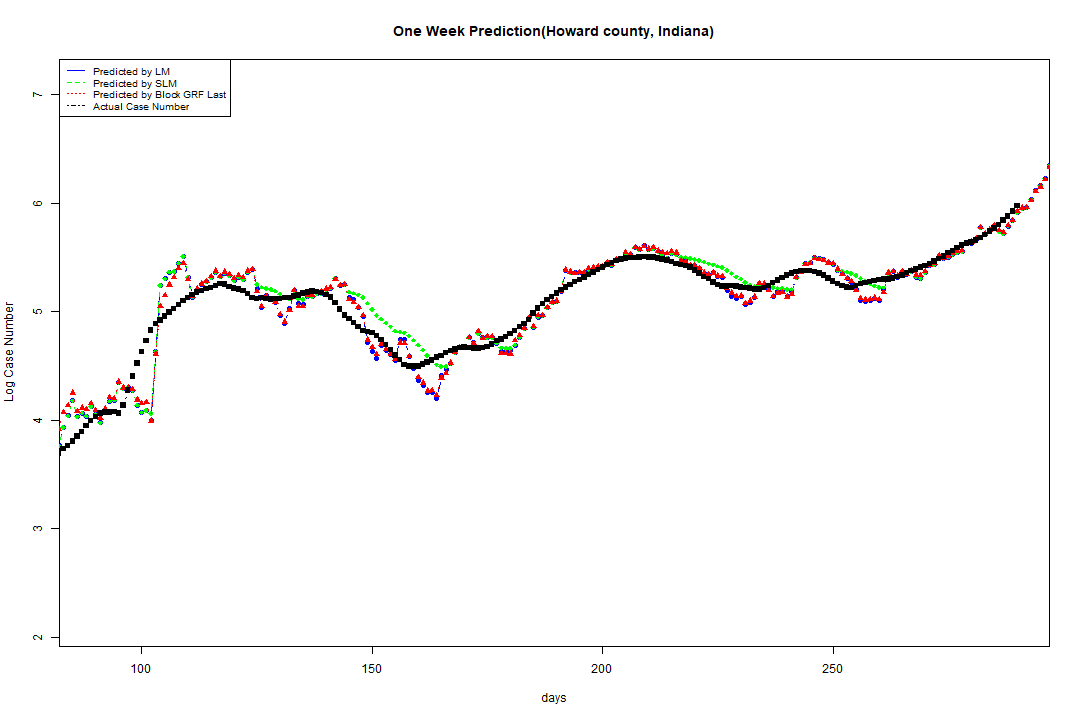 One Week Prediction(Howard county, Indiana)
Predicted by LM
Predicted by SLM
Predicted by Block GRF Last
Actual Case Number
7
6
5
4
3
2
Log Case Number
100 150 200 250
days